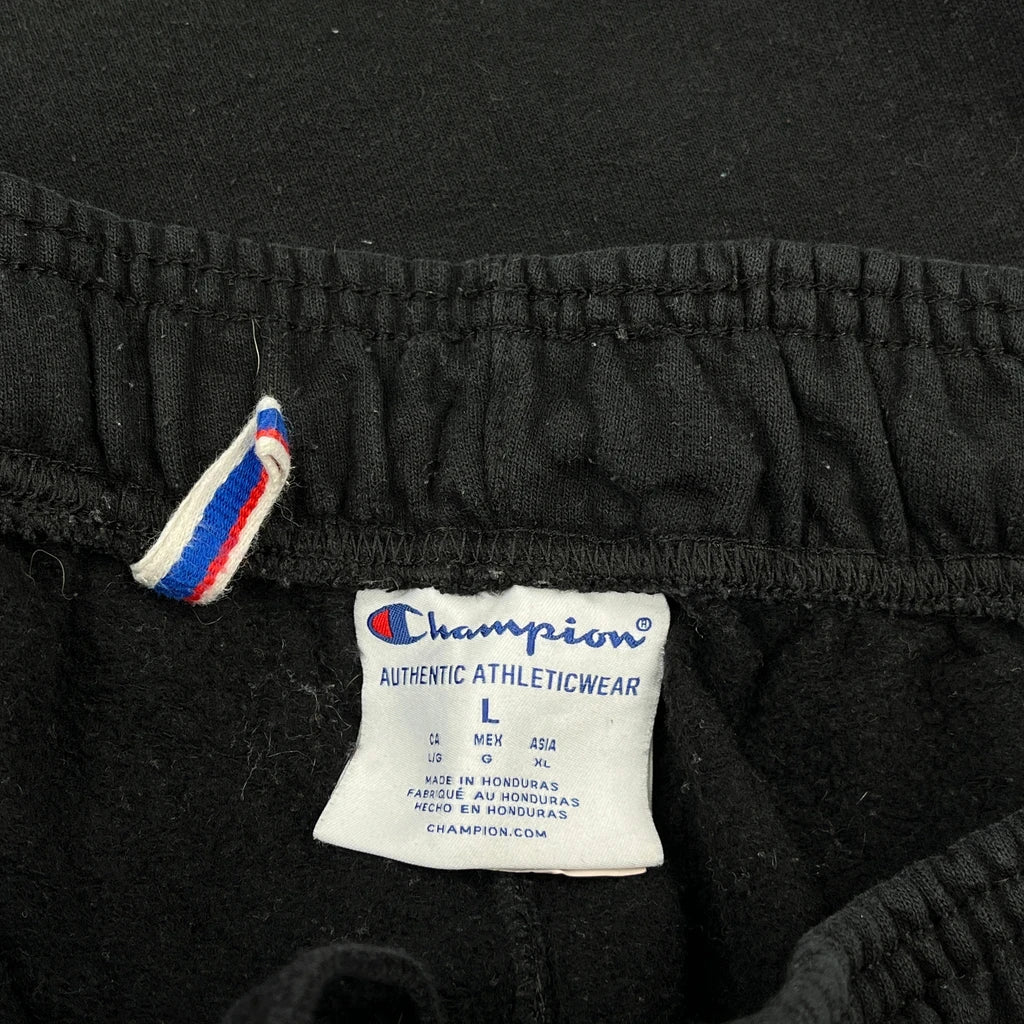 Champion®
AUTHENTIC ATHLETICWEAR
L
CA MEX ASIA
L/G G XL
MADE IN HONDURAS
FABRIQUÉ AU HONDURAS
HECHO EN HONDURAS
CHAMPION.COM